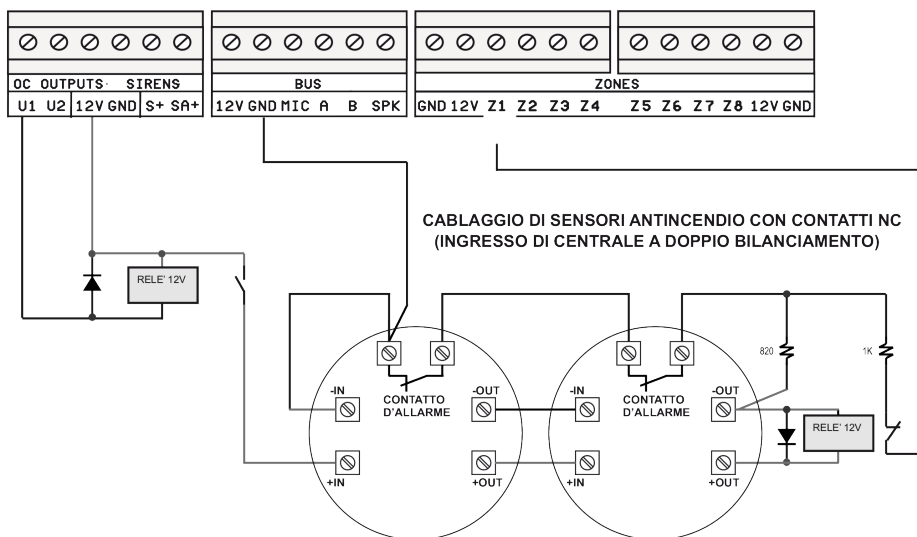 OC OUTPUTS· SIRENS
U1 U2 12V GND S+ SA+
BUS
12V GND MIC A B SPK
ZONES
GND 12V Z1 Z2 Z3 Z4 Z5 Z6 Z7 Z8 12V GND
CABLAGGIO DI SENSORI ANTINCENDIO CON CONTATTI NC
(INGRESSO DI CENTRALE A DOPPIO BILANCIAMENTO)
RELE' 12V
820
1K
-IN
CONTATTO
D'ALLARME
-OUT
+IN
+OUT
-IN
CONTATTO
D'ALLARME
-OUT
+IN
+OUT
RELE' 12V